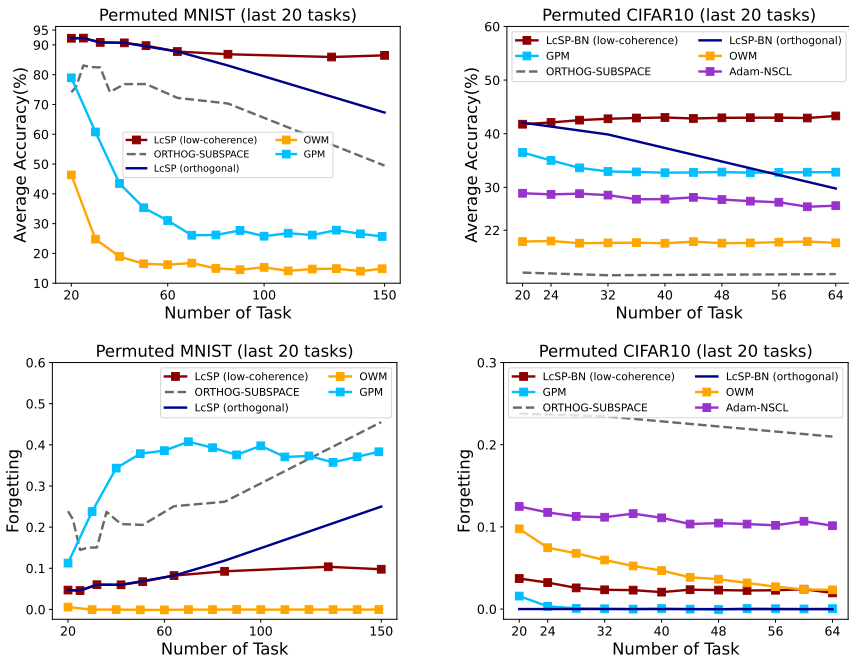 Permuted MNIST (last 20 tasks)
Average Accuracy(%)
95
90
80
70
60
50
40
30
20
10
LcSP (low-coherence)
ORTHOG-SUBSPACE
LcSP (orthogonal)
OWM
GPM
20
60
100
150
Number of Task
Permuted CIFAR10 (last 20 tasks)
Average Accuracy(%)
60
50
40
30
22
LcSP-BN (low-coherence)
GPM
ORTHOG-SUBSPACE
LcSP-BN (orthogonal)
OWM
Adam-NSCL
20
24
32
40
48
56
64
Number of Task
Permuted MNIST (last 20 tasks)
Forgetting
0.6
0.5
0.4
0.3
0.2
0.1
0.0
LcSP (low-coherence)
ORTHOG-SUBSPACE
LcSP (orthogonal)
OWM
GPM
20
60
100
150
Number of Task
Permuted CIFAR10 (last 20 tasks)
Forgetting
0.3
0.2
0.1
0.0
LcSP-BN (low-coherence)
GPM
ORTHOG-SUBSPACE
LcSP-BN (orthogonal)
OWM
Adam-NSCL
20
24
32
40
48
56
64
Number of Task